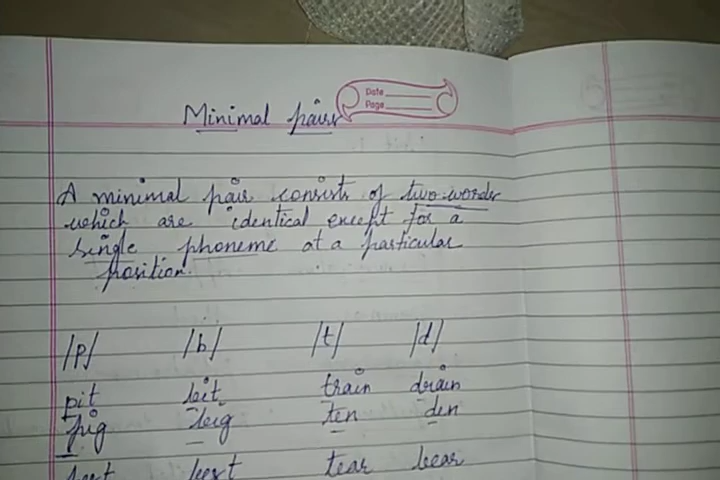 Date
Page
Minimal pairs
A minimal pair consists of two words
which are identical except for a
single phoneme at a particular
position.
/p/ /b/ /t/ /d/
pit bit train drain
pig big ten den
best tear bear